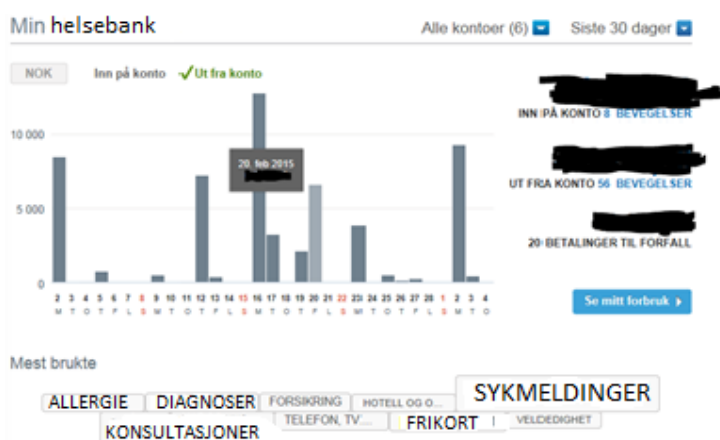 Min helsebank
Alle kontoer (6) Siste 30 dager
NOK Inn på konto Ut fra konto
INN PÅ KONTO 8 BEVEGELSER
10 000
20. feb 2015
UT FRA KONTO 56 BEVEGELSER
5 000
20 BETALINGER TIL FORFALL
0
2 3 4 5 6 7 8 9 10 11 12 13 14 15 16 17 18 19 20 21 22 23 24 25 26 27 28 1 2 3 4
M T O T F L S M T O T F L S M T O T F L S M T O T F L S M T O
Se mitt forbruk
Mest brukte
ALLERGIE DIAGNOSER FORSIKRING HOTELL OG O... SYKMELDINGER
KONSULTASJONER TELEFON, TV... FRIKORT VELDEDIGHET